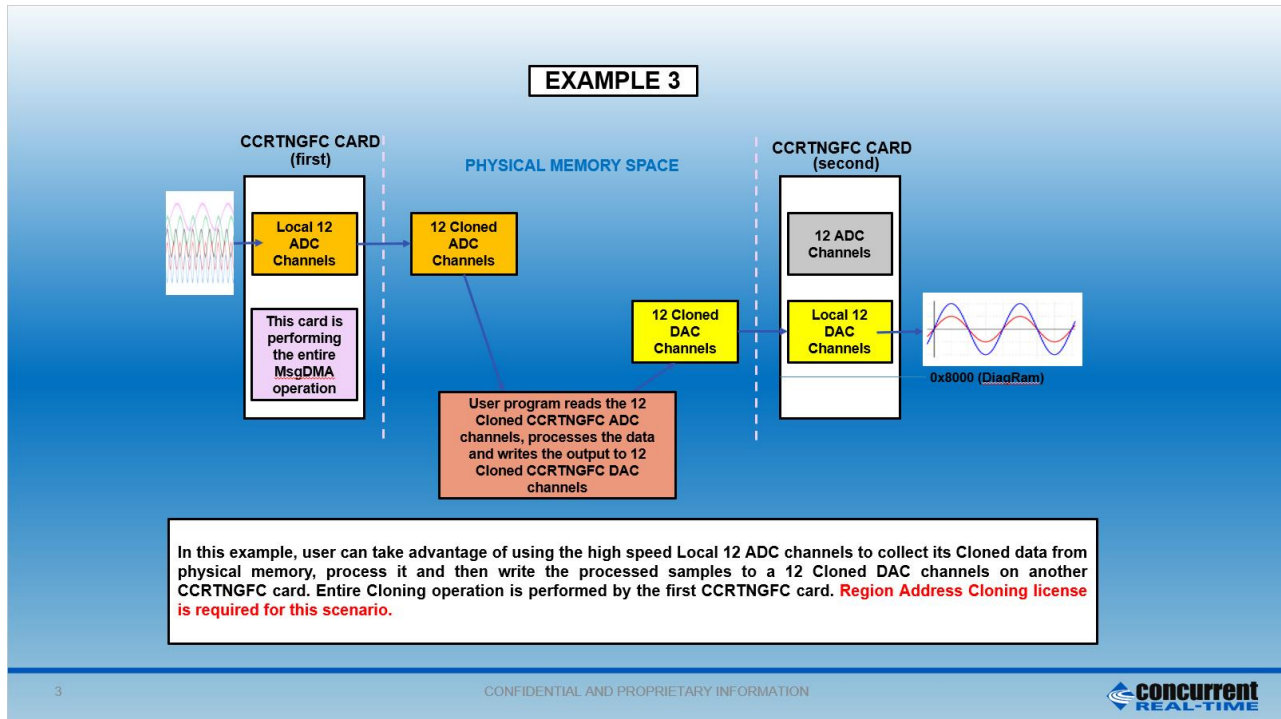 EXAMPLE 3
CCRTNGFC CARD
(first)
PHYSICAL MEMORY SPACE
CCRTNGFC CARD
(second)
Local 12
ADC
Channels
12 Cloned
ADC
Channels
12 ADC
Channels
This card is
performing
the entire
MsgDMA
operation
12 Cloned
DAC
Channels
Local 12
DAC
Channels
0x8000 (DiagRam)
User program reads the 12
Cloned CCRTNGFC ADC
channels, processes the data
and writes the output to 12
Cloned CCRTNGFC DAC
channels
In this example, user can take advantage of using the high speed Local 12 ADC channels to collect its Cloned data from
physical memory, process it and then write the processed samples to a 12 Cloned DAC channels on another
CCRTNGFC card. Entire Cloning operation is performed by the first CCRTNGFC card. Region Address Cloning license
is required for this scenario.
3
CONFIDENTIAL AND PROPRIETARY INFORMATION
concurrent
REAL-TIME